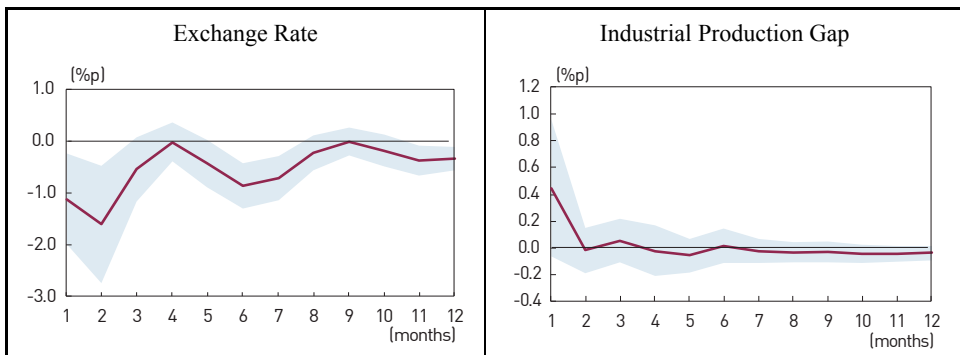 Exchange Rate
(%p)
1.0
0.0
-1.0
-2.0
-3.0
1 2 3 4 5 6 7 8 9 10 11 12
(months)
Industrial Production Gap
(%p)
1.2
1.0
0.8
0.6
0.4
0.2
0.0
-0.2
-0.4
1 2 3 4 5 6 7 8 9 10 11 12
(months)